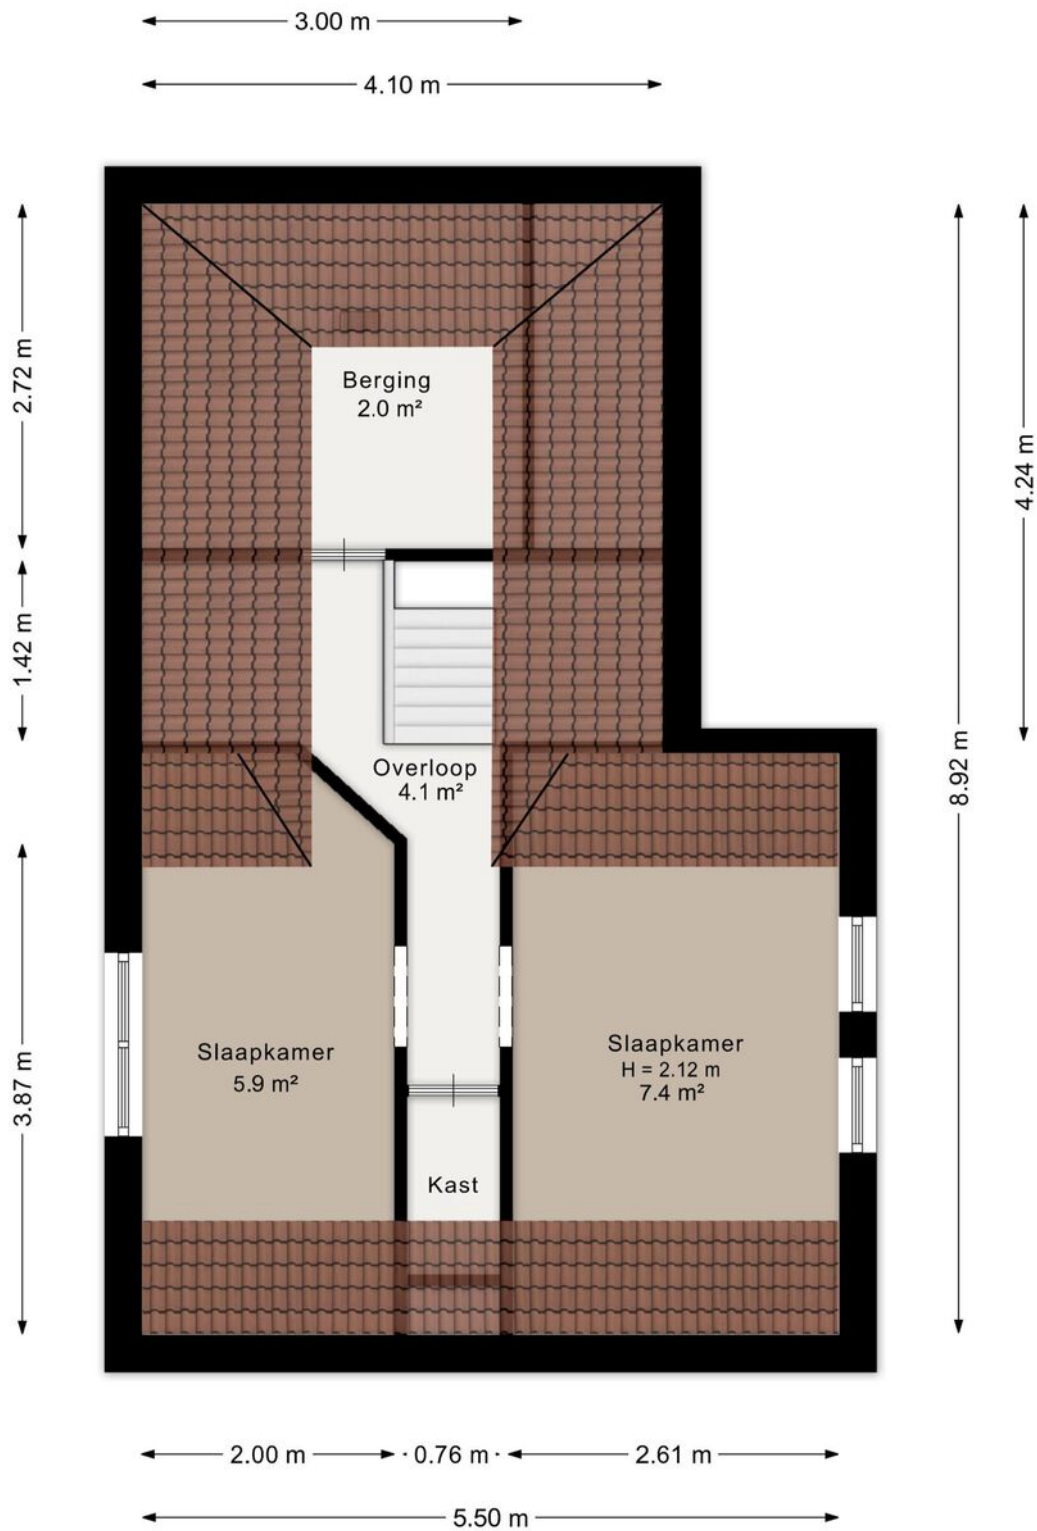 3.00 m
4.10 m
2.72 m
1.42 m
3.87 m
4.24 m
8.92 m
Berging
2.0 m²
Overloop
4.1 m²
Slaapkamer
5.9 m²
Slaapkamer
H = 2.12 m
7.4 m²
Kast
2.00 m
0.76 m
2.61 m
5.50 m